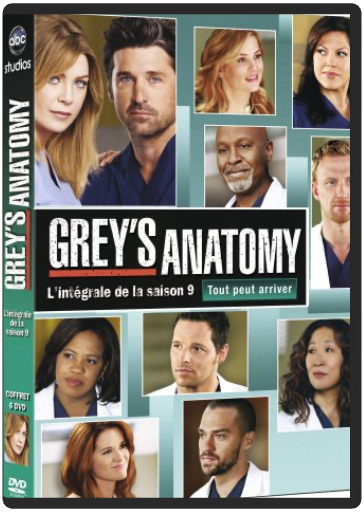 abc
studios
GREY'S ANATOMY
L'intégrale
de la
saison 9
COFFRET
6 DVD
DVD
VIDEO
GREY'S ANATOMY
L'intégrale de la saison 9 Tout peut arriver